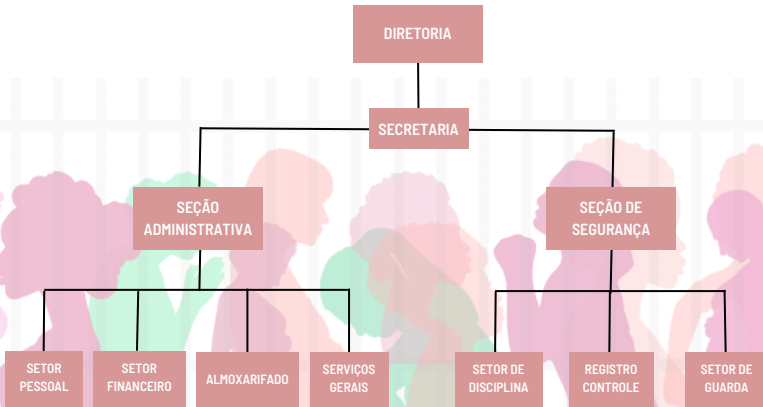 DIRETORIA
SECRETARIA
SEÇÃO
ADMINISTRATIVA
SEÇÃO DE
SEGURANÇA
SETOR
PESSOAL
SETOR
FINANCEIRO
ALMOXARIFADO
SERVIÇOS
GERAIS
SETOR DE
DISCIPLINA
REGISTRO
CONTROLE
SETOR DE
GUARDA